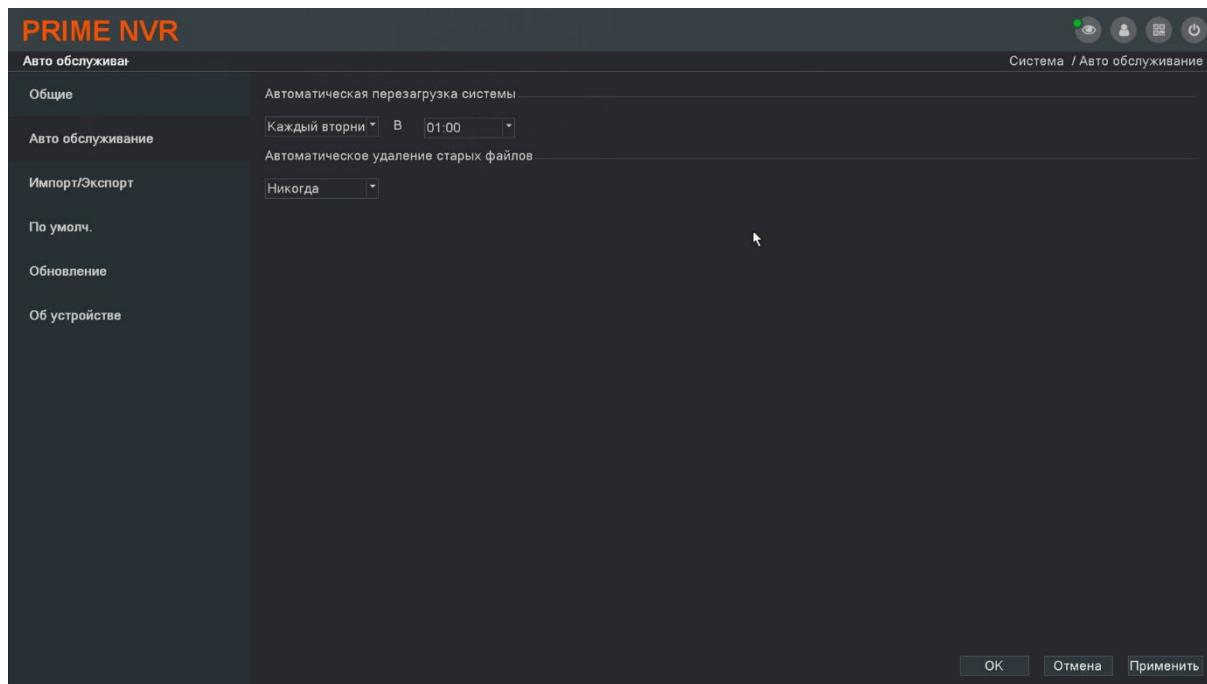 PRIME NVR
Авто обслужива
Система / Авто обслуживание
Общие
Авто обслуживание
Импорт/Экспорт
По умолч.
Обновление
Об устройстве
Автоматическая перезагрузка системы
Каждый вторни В 01:00
Автоматическое удаление старых файлов
Никогда
OK Отмена Применить